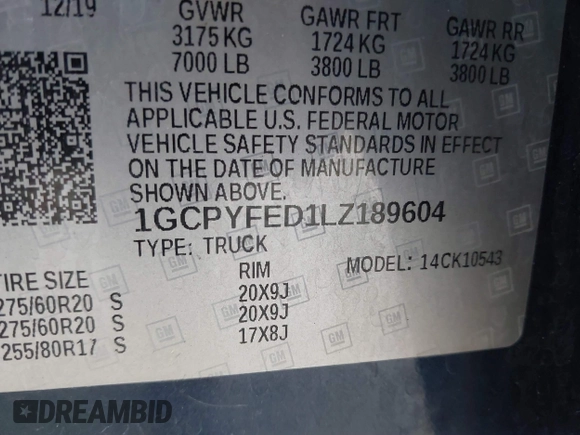 12/19
GVWR GAWR FRT GAWR RR
3175 KG 1724 KG 1724 KG
7000 LB 3800 LB 3800 LB
THIS VEHICLE CONFORMS TO ALL
APPLICABLE U.S. FEDERAL MOTOR
VEHICLE SAFETY STANDARDS IN EFFECT
ON THE DATE OF MANUFACTURE
SHOWN ABOVE.
1GCPYFED1LZ189604
TYPE: TRUCK
MODEL: 14CK10543
TIRE SIZE RIM
275/60R20 S 20X9J
275/60R20 S 20X9J
255/80R17 S 17X8J
GM
DREAMBID